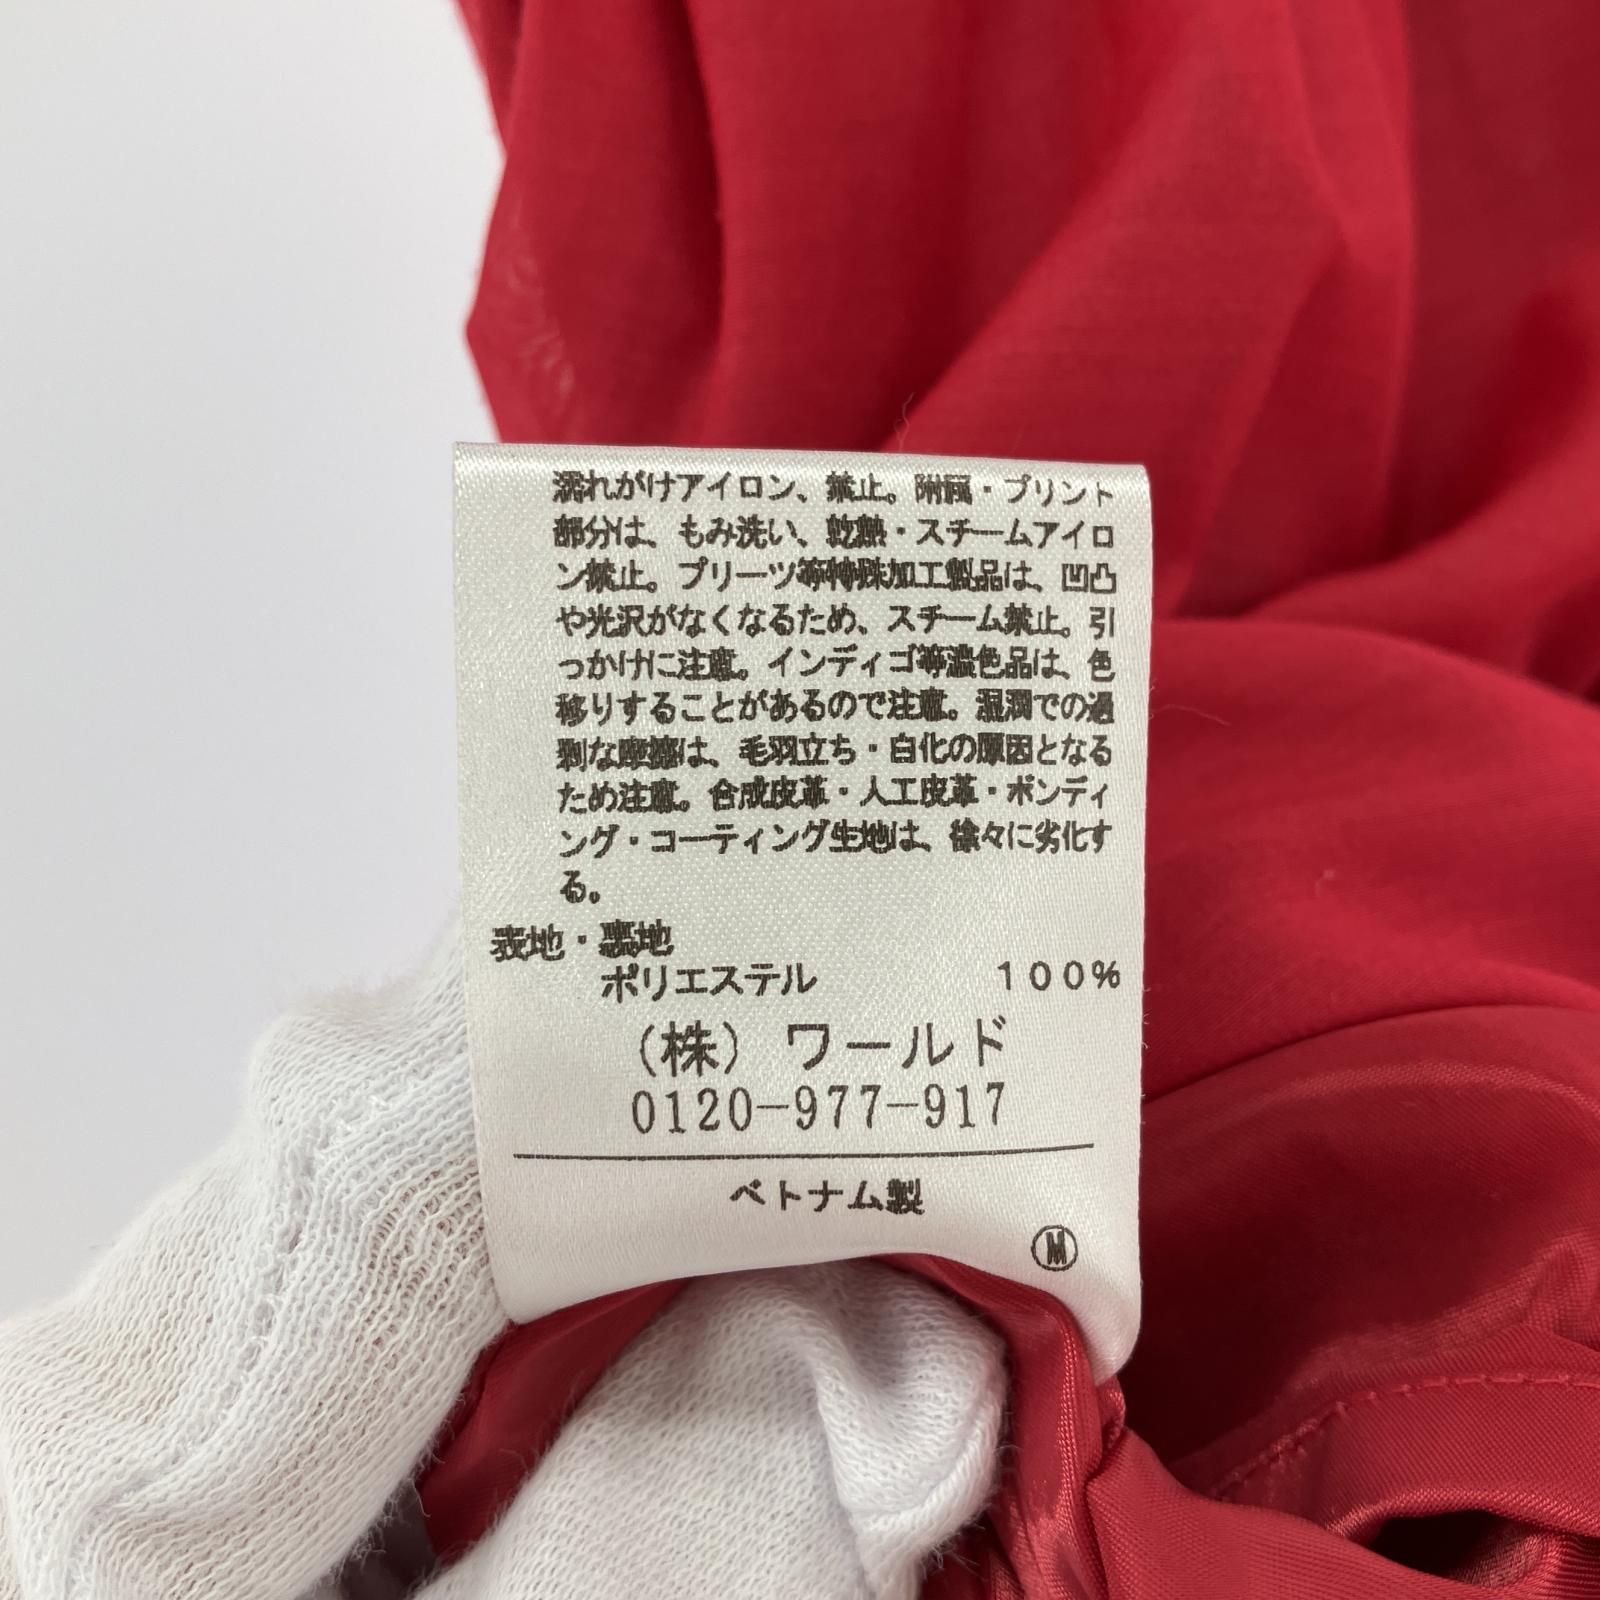 濡れがけアイロン、禁止。附属・プリント
部分は、もみ洗い、乾熱・スチームアイロ
ン禁止。プリーツ等特殊加工製品は、凹凸
や光沢がなくなるため、スチーム禁止。引
っかけに注意。インディゴ等濃色品は、色
移りすることがあるので注意。湿潤での過
剰な摩擦は、毛羽立ち・白化の原因となる
ため注意。合成皮革・人工皮革・ボンディ
ング・コーティング生地は、徐々に劣化す
る。
表地・裏地
ポリエステル 100%
(株) ワールド
0120-977-917
ベトナム製
Ⓜ